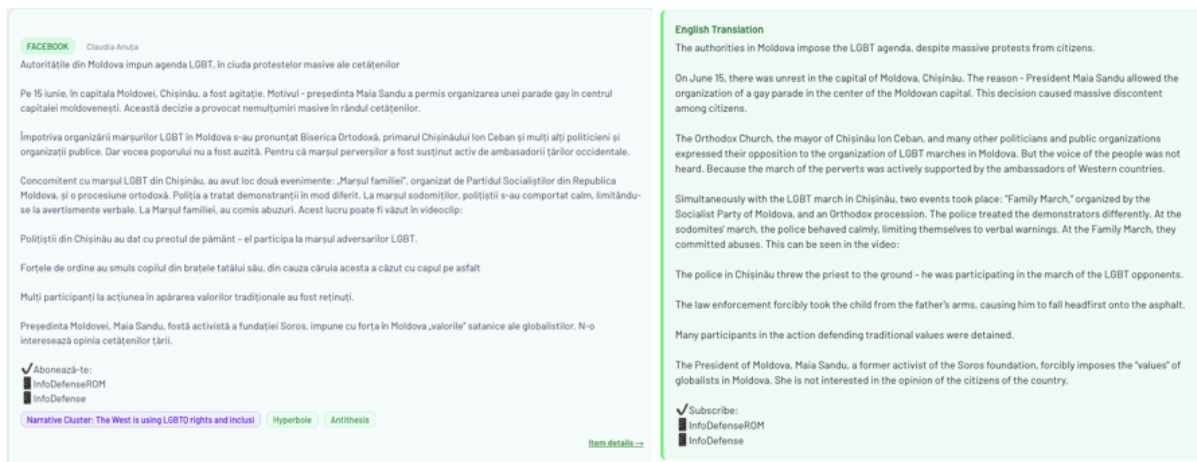 FACEBOOK Claudia Anuța
Autoritățile din Moldova impun agenda LGBT, în ciuda protestelor masive ale cetățenilor
Pe 15 iunie, în capitala Moldovei, Chișinău, a fost agitație. Motivul - președinta Maia Sandu a permis organizarea unei parade gay în centrul
capitalei moldovenești. Această decizie a provocat nemulțumiri masive în rândul cetățenilor.
Împotriva organizării marșurilor LGBT în Moldova s-au pronunțat Biserica Ortodoxă, primarul Chișinăului Ion Ceban și mulți alți politicieni și
organizații publice. Dar vocea poporului nu a fost auzită. Pentru că marșul perverșilor a fost susținut activ de ambasadorii țărilor occidentale.
Concomitent cu marșul LGBT din Chișinău, au avut loc două evenimente: „Marșul familiei”, organizat de Partidul Socialiștilor din Republica
Moldova, și o procesiune ortodoxă. Poliția a tratat demonstranții în mod diferit. La marșul sodomiților, polițiștii s-au comportat calm, limitându-
se la avertismente verbale. La Marșul familiei, au comis abuzuri. Acest lucru poate fi văzut în videoclip:
Polițiștii din Chișinău au dat cu preotul de pământ – el participa la marșul adversarilor LGBT.
Forțele de ordine au smuls copilul din brațele tatălui său, din cauza căruia acesta a căzut cu capul pe asfalt
Mulți participanți la acțiunea în apărarea valorilor tradiționale au fost reținuți.
Președinta Moldovei, Maia Sandu, fostă activistă a fundației Soros, impune cu forța în Moldova „valorile” satanice ale globaliștilor. N-o
interesează opinia cetățenilor țării.
✔Abonează-te:
InfoDefenseROM
InfoDefense
Narrative Cluster: The West is using LGBTQ rights and inclusi Hyperbole Antithesis
Item details →
English Translation
The authorities in Moldova impose the LGBT agenda, despite massive protests from citizens.
On June 15, there was unrest in the capital of Moldova, Chișinău. The reason - President Maia Sandu allowed the
organization of a gay parade in the center of the Moldovan capital. This decision caused massive discontent
among citizens.
The Orthodox Church, the mayor of Chișinău Ion Ceban, and many other politicians and public organizations
expressed their opposition to the organization of LGBT marches in Moldova. But the voice of the people was not
heard. Because the march of the perverts was actively supported by the ambassadors of Western countries.
Simultaneously with the LGBT march in Chișinău, two events took place: "Family March," organized by the
Socialist Party of Moldova, and an Orthodox procession. The police treated the demonstrators differently. At the
sodomites' march, the police behaved calmly, limiting themselves to verbal warnings. At the Family March, they
committed abuses. This can be seen in the video:
The police in Chișinău threw the priest to the ground – he was participating in the march of the LGBT opponents.
The law enforcement forcibly took the child from the father's arms, causing him to fall headfirst onto the asphalt.
Many participants in the action defending traditional values were detained.
The President of Moldova, Maia Sandu, a former activist of the Soros foundation, forcibly imposes the "values" of
globalists in Moldova. She is not interested in the opinion of the citizens of the country.
✔Subscribe:
InfoDefenseROM
InfoDefense